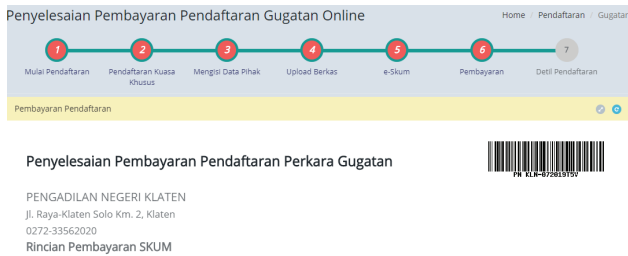 Penyelesaian Pembayaran Pendaftaran Gugatan Online
Home / Pendaftaran / Gugatan
1 2 3 4 5 6 7
Mulai Pendaftaran Pendaftaran Kuasa Khusus Mengisi Data Pihak Upload Berkas e-Skum Pembayaran Detil Pendaftaran
Pembayaran Pendaftaran
Penyelesaian Pembayaran Pendaftaran Perkara Gugatan
PN KLN-072019T5V
PENGADILAN NEGERI KLATEN
Jl. Raya-Klaten Solo Km. 2, Klaten
0272-33562020
Rincian Pembayaran SKUM